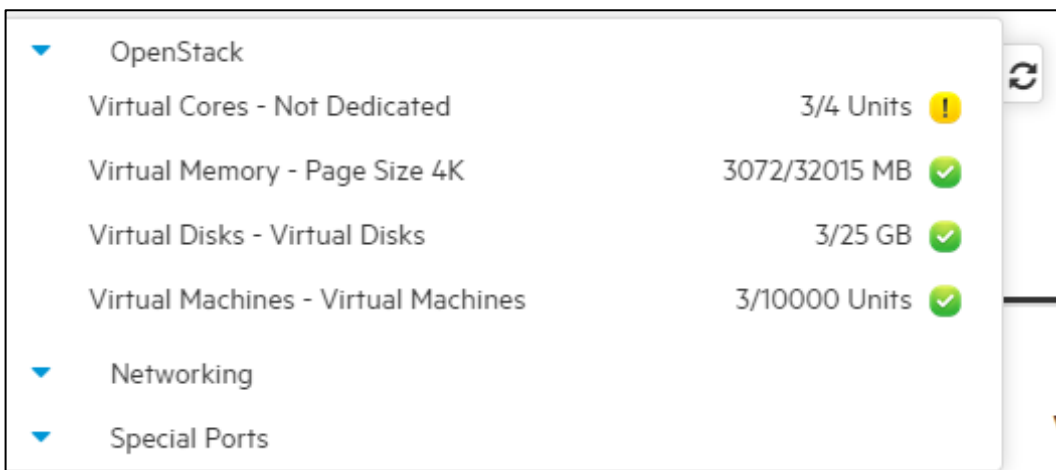 OpenStack
Virtual Cores - Not Dedicated 3/4 Units !
Virtual Memory - Page Size 4K 3072/32015 MB
Virtual Disks - Virtual Disks 3/25 GB
Virtual Machines - Virtual Machines 3/10000 Units
Networking
Special Ports